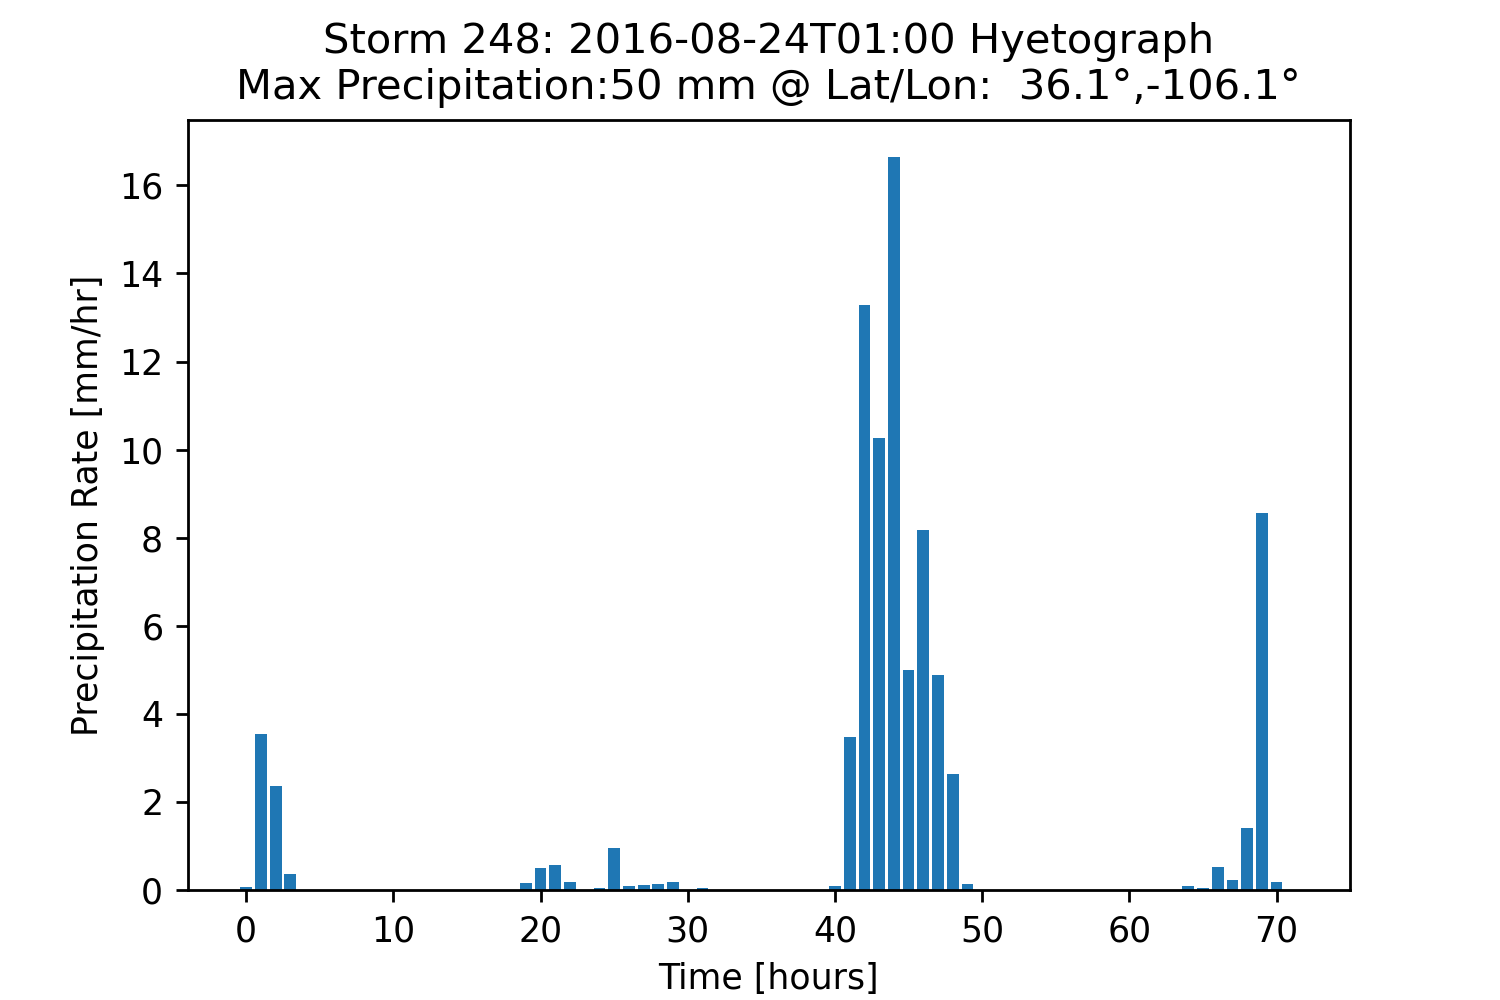 Storm 248: 2016-08-24T01:00 Hyetograph
Max Precipitation:50 mm @ Lat/Lon:  36.1°,-106.1°
Precipitation Rate [mm/hr]
16
14
12
10
8
6
4
2
0
0 10 20 30 40 50 60 70
Time [hours]